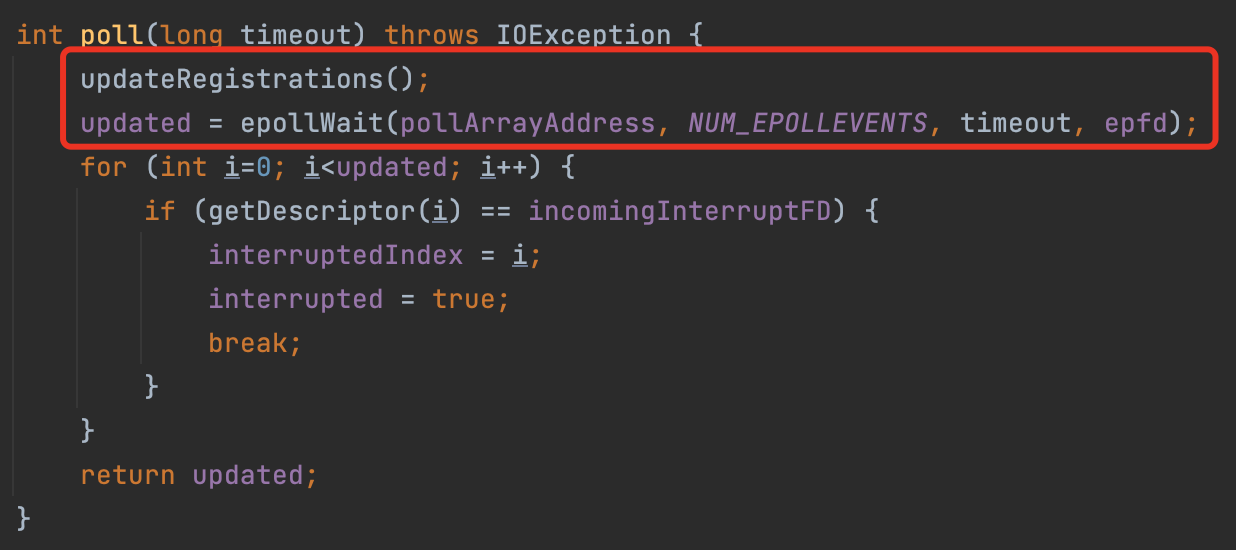 int poll(long timeout) throws IOException {
    updateRegistrations();
    updated = epollWait(pollArrayAddress, NUM_EPOLLEVENTS, timeout, epfd);
    for (int i=0; i<updated; i++) {
        if (getDescriptor(i) == incomingInterruptFD) {
            interruptedIndex = i;
            interrupted = true;
            break;
        }
    }
    return updated;
}